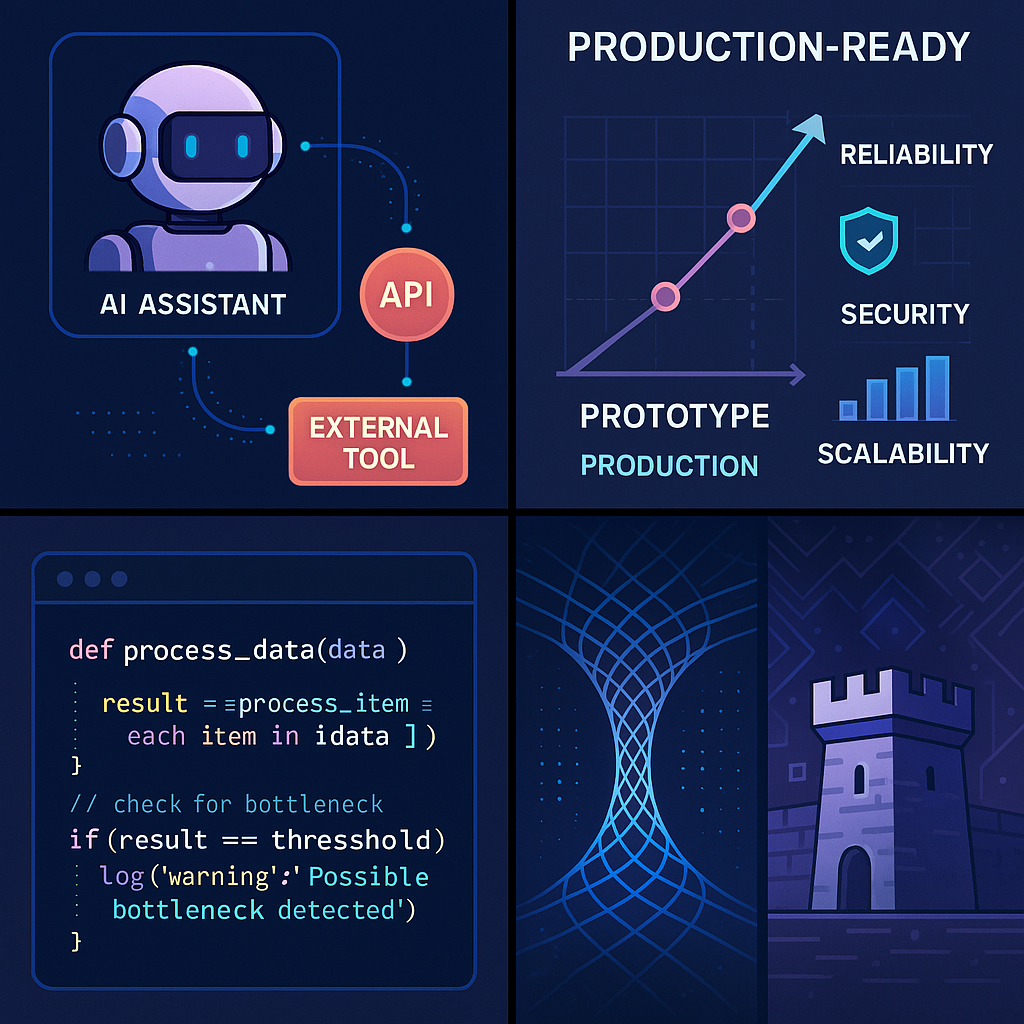 AI ASSISTANT
API
EXTERNAL
TOOL
PRODUCTION-READY
RELIABILITY
SECURITY
SCALABILITY
PROTOTYPE
PRODUCTION
def process_data(data )
result = ≡process_item ≡
each item in idata ] )
}
// check for bottleneck
if (result == thresshold)
log ('warning':' Possible
bottleneck detected')
}